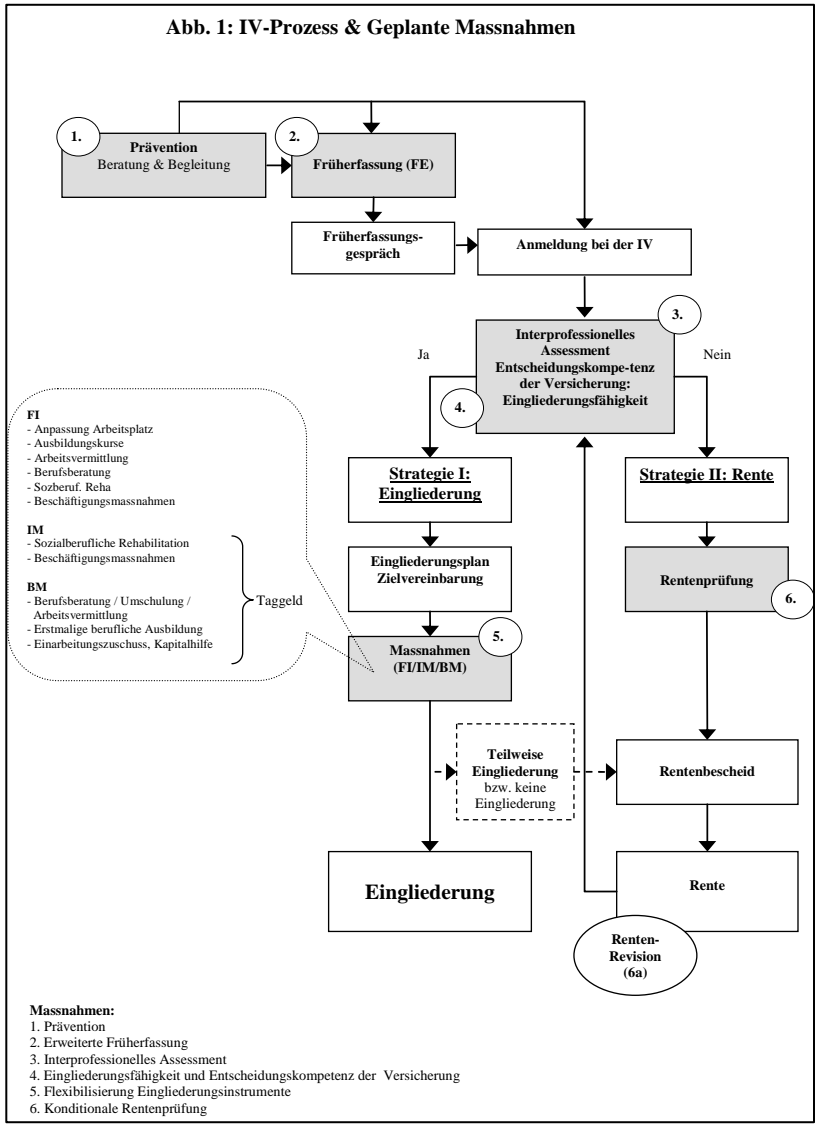 Abb. 1: IV-Prozess & Geplante Massnahmen
1.
Prävention
Beratung & Begleitung
2.
Früherfassung (FE)
Früherfassungs-
gespräch
Anmeldung bei der IV
3.
Interprofessionelles
Assessment
Entscheidungskompe-tenz
der Versicherung:
Eingliederungsfähigkeit
Ja
Nein
4.
FI
- Anpassung Arbeitsplatz
- Ausbildungskurse
- Arbeitsvermittlung
- Berufsberatung
- Sozberuf. Reha
- Beschäftigungsmassnahmen
IM
- Sozialberufliche Rehabilitation
- Beschäftigungsmassnahmen
BM
- Berufsberatung / Umschulung /
Arbeitsvermittlung
- Erstmalige berufliche Ausbildung
- Einarbeitungszuschuss, Kapitalhilfe
Taggeld
Strategie I:
Eingliederung
Strategie II: Rente
Eingliederungsplan
Zielvereinbarung
Rentenprüfung
6.
5.
Massnahmen
(FI/IM/BM)
Teilweise
Eingliederung
bzw. keine
Eingliederung
Rentenbescheid
Eingliederung
Rente
Renten-
Revision
(6a)
Massnahmen:
1. Prävention
2. Erweiterte Früherfassung
3. Interprofessionelles Assessment
4. Eingliederungsfähigkeit und Entscheidungskompetenz der Versicherung
5. Flexibilisierung Eingliederungsinstrumente
6. Konditionale Rentenprüfung